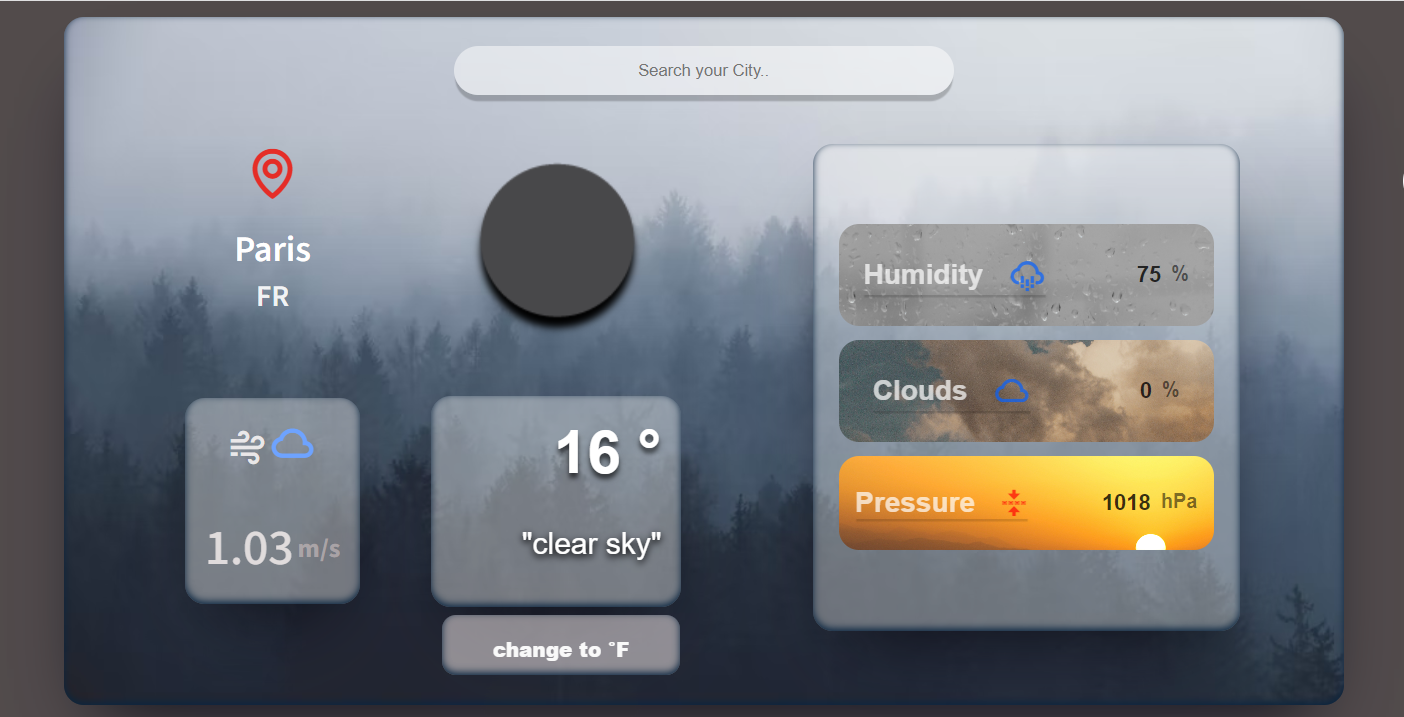 Search your City..
Paris
FR
1.03 m/s
16 °
"clear sky"
change to °F
Humidity 75 %
Clouds 0 %
Pressure 1018 hPa